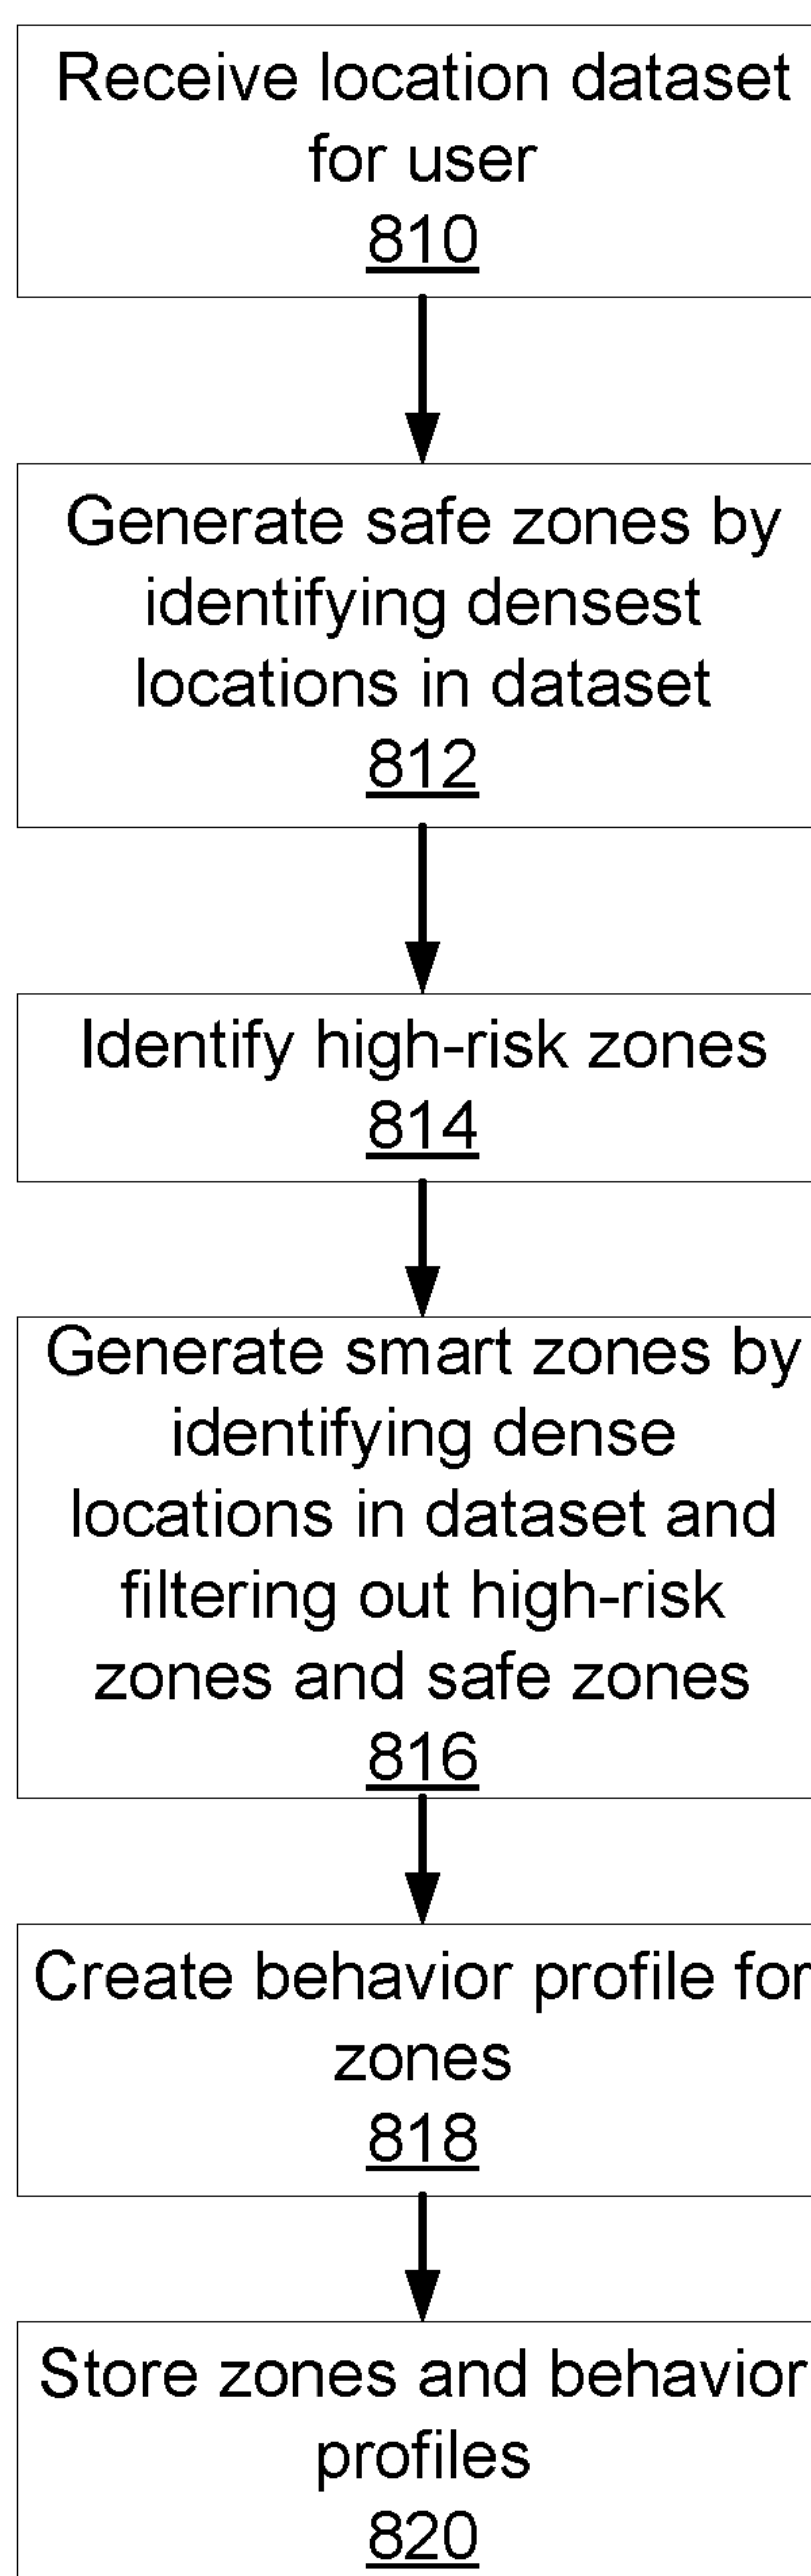 Receive location dataset
for user
810
Generate safe zones by
identifying densest
locations in dataset
812
Identify high-risk zones
814
Generate smart zones by
identifying dense
locations in dataset and
filtering out high-risk
zones and safe zones
816
Create behavior profile for
zones
818
Store zones and behavior
profiles
820